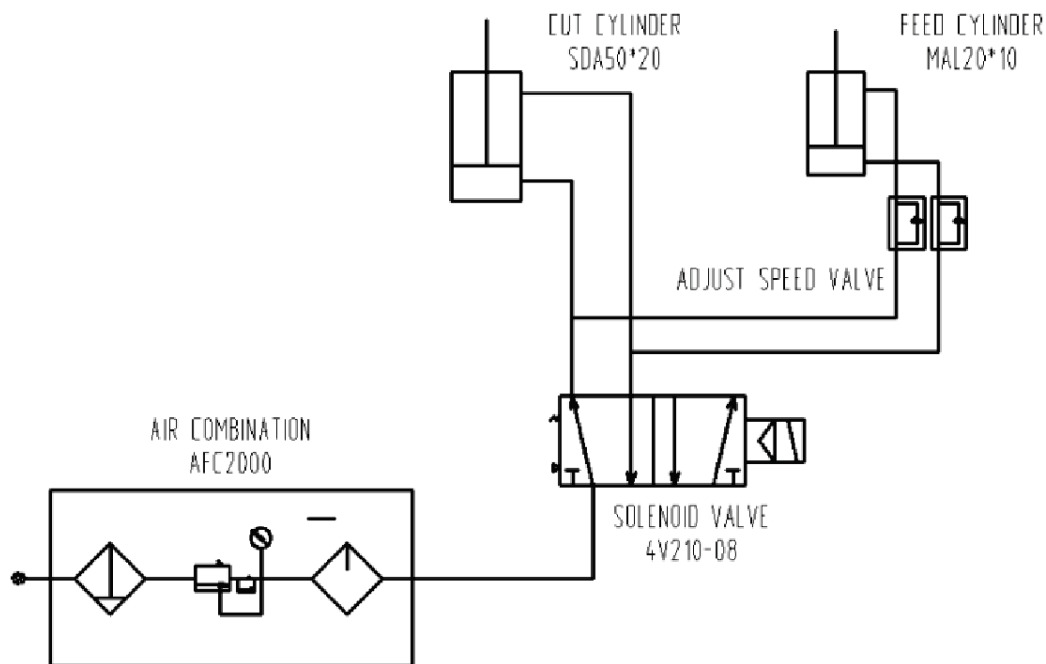 CUT CYLINDER
SDA50*20
FEED CYLINDER
MAL20*10
ADJUST SPEED VALVE
AIR COMBINATION
AFC2000
SOLENOID VALVE
4V210-08